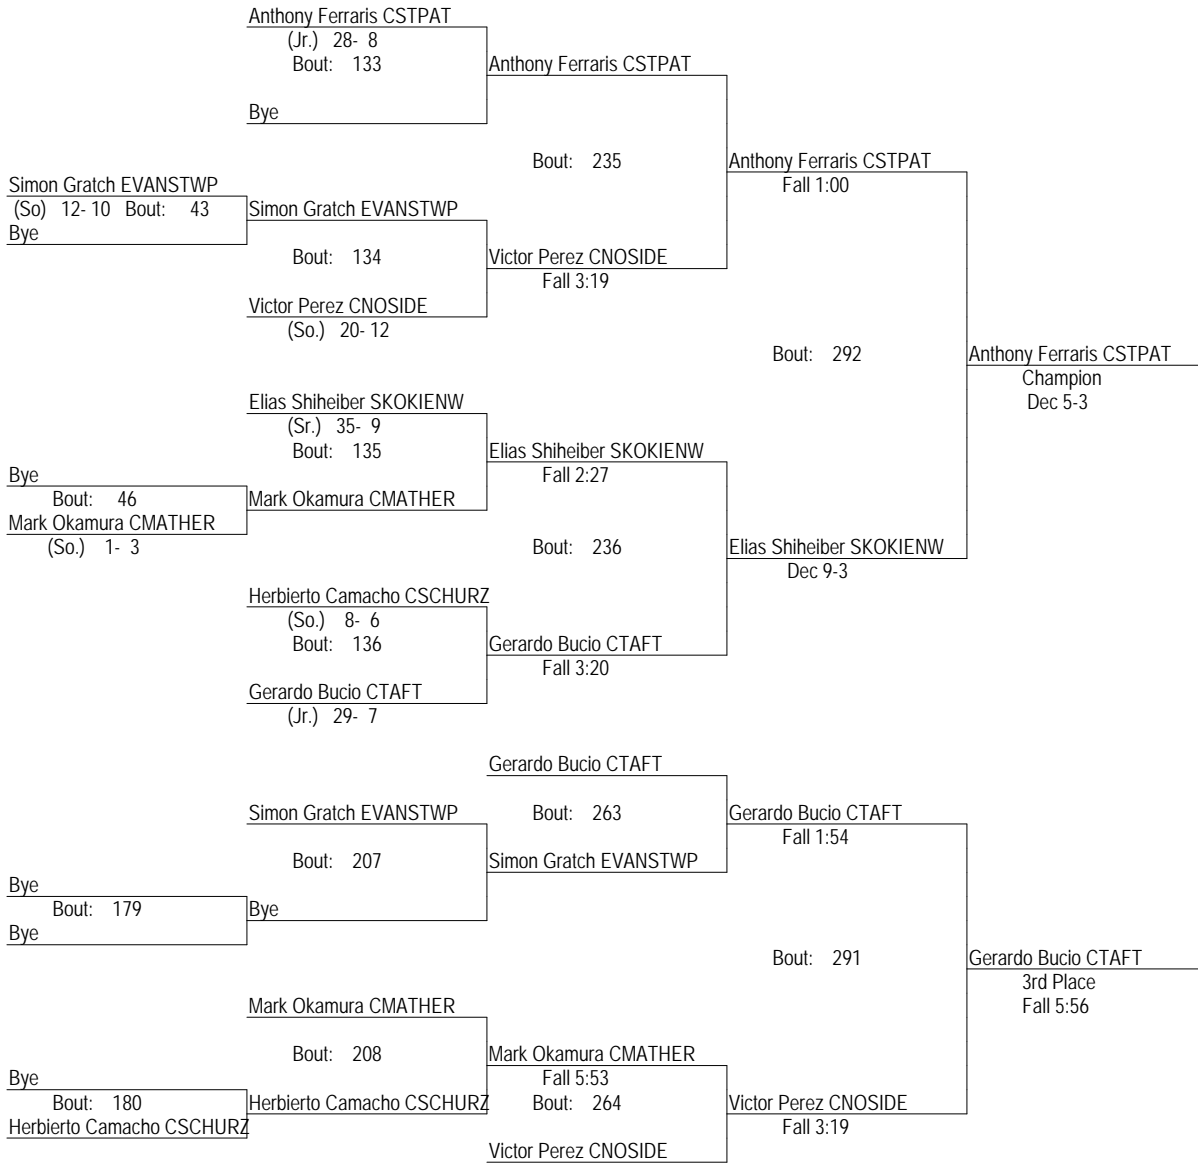 Anthony Ferraris CSTPAT
(Jr.) 28- 8
Bout: 133
Anthony Ferraris CSTPAT
Bye
Bout: 235
Anthony Ferraris CSTPAT
Fall 1:00
Simon Gratch EVANSTWP
(So) 12- 10 Bout: 43
Simon Gratch EVANSTWP
Bye
Bout: 134
Victor Perez CNOSIDE
Fall 3:19
Victor Perez CNOSIDE
(So.) 20- 12
Bout: 292
Anthony Ferraris CSTPAT
Champion
Dec 5-3
Elias Shiheiber SKOKIENW
(Sr.) 35- 9
Bout: 135
Elias Shiheiber SKOKIENW
Fall 2:27
Bye
Bout: 46
Mark Okamura CMATHER
Mark Okamura CMATHER
(So.) 1- 3
Bout: 236
Elias Shiheiber SKOKIENW
Dec 9-3
Herbierto Camacho CSCHURZ
(So.) 8- 6
Bout: 136
Gerardo Bucio CTAFT
Fall 3:20
Gerardo Bucio CTAFT
(Jr.) 29- 7
Gerardo Bucio CTAFT
Simon Gratch EVANSTWP
Bout: 263
Gerardo Bucio CTAFT
Fall 1:54
Bout: 207
Simon Gratch EVANSTWP
Bye
Bout: 179
Bye
Bye
Bout: 291
Gerardo Bucio CTAFT
3rd Place
Fall 5:56
Mark Okamura CMATHER
Bout: 208
Mark Okamura CMATHER
Fall 5:53
Bye
Bout: 180
Herbierto Camacho CSCHURZ
Bout: 264
Victor Perez CNOSIDE
Fall 3:19
Herbierto Camacho CSCHURZ
Victor Perez CNOSIDE